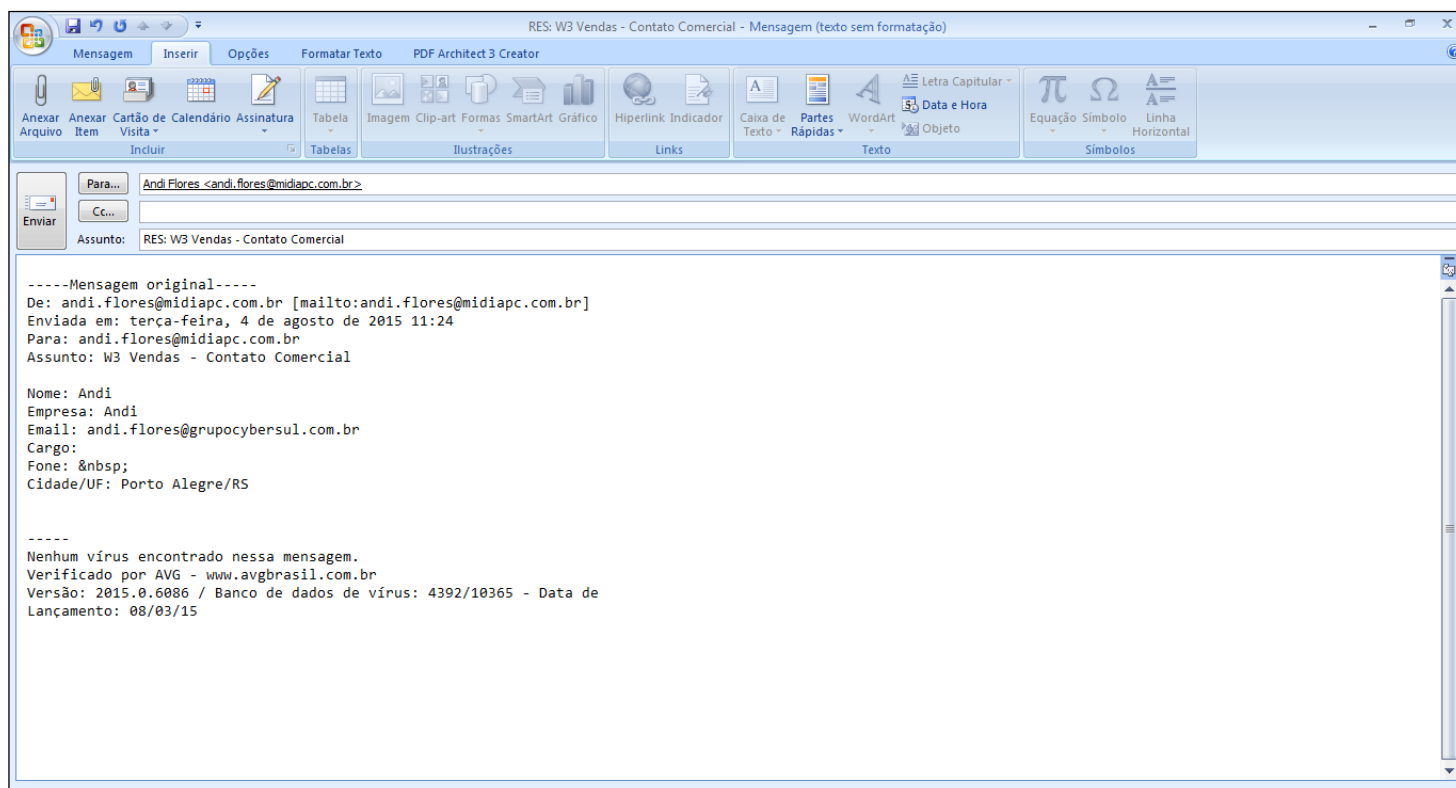 RES: W3 Vendas - Contato Comercial - Mensagem (texto sem formatação)
Mensagem Inserir Opções Formatar Texto PDF Architect 3 Creator
Anexar Arquivo Anexar Item Cartão de Visita Calendário Assinatura
Incluir
Tabela
Tabelas
Imagem Clip-art Formas SmartArt Gráfico
Ilustrações
Hiperlink Indicador
Links
Caixa de Texto Partes Rápidas WordArt
Letra Capitular
Data e Hora
Objeto
Texto
Equação Símbolo Linha Horizontal
Símbolos
Enviar
Para... Andi Flores <andi.flores@midiapc.com.br>
Cc...
Assunto: RES: W3 Vendas - Contato Comercial
-----Mensagem original-----
De: andi.flores@midiapc.com.br [mailto:andi.flores@midiapc.com.br]
Enviada em: terça-feira, 4 de agosto de 2015 11:24
Para: andi.flores@midiapc.com.br
Assunto: W3 Vendas - Contato Comercial
Nome: Andi
Empresa: Andi
Email: andi.flores@grupocybersul.com.br
Cargo:
Fone: &nbsp;
Cidade/UF: Porto Alegre/RS
-----
Nenhum vírus encontrado nessa mensagem.
Verificado por AVG - www.avgbrasil.com.br
Versão: 2015.0.6086 / Banco de dados de vírus: 4392/10365 - Data de
Lançamento: 08/03/15